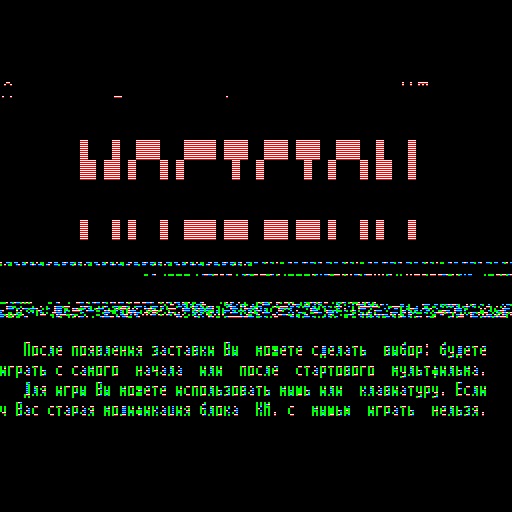 После появления заставки Вы можете сделать выбор: будете
играть с самого начала или после стартового мультфильма.
Для игры Вы можете использовать мышь или клавиатуру. Если
у Вас старая модификация блока КМ. с мышью играть нельзя.